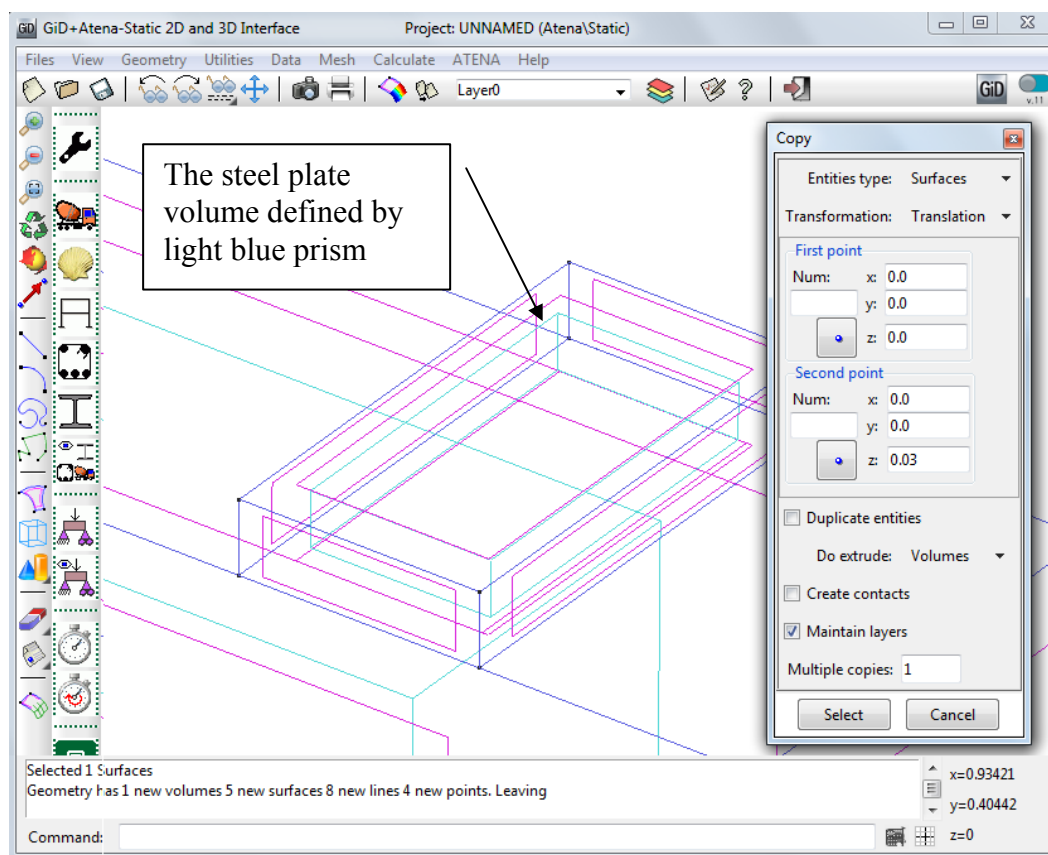 GiD GiD+Atena-Static 2D and 3D Interface Project: UNNAMED (Atena\Static)
Files View Geometry Utilities Data Mesh Calculate ATENA Help
Layer0
GiD
v.11
The steel plate
volume defined by
light blue prism
Copy
Entities type: Surfaces
Transformation: Translation
First point
Num: x: 0.0
y: 0.0
z: 0.0
Second point
Num: x: 0.0
y: 0.0
z: 0.03
Duplicate entities
Do extrude: Volumes
Create contacts
Maintain layers
Multiple copies: 1
Select Cancel
Selected 1 Surfaces
Geometry has 1 new volumes 5 new surfaces 8 new lines 4 new points. Leaving
x=0.93421
y=0.40442
Command:
z=0